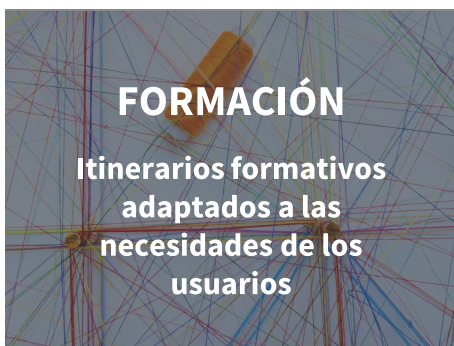 FORMACIÓN
Itinerarios formativos
adaptados a las
necesidades de los
usuarios